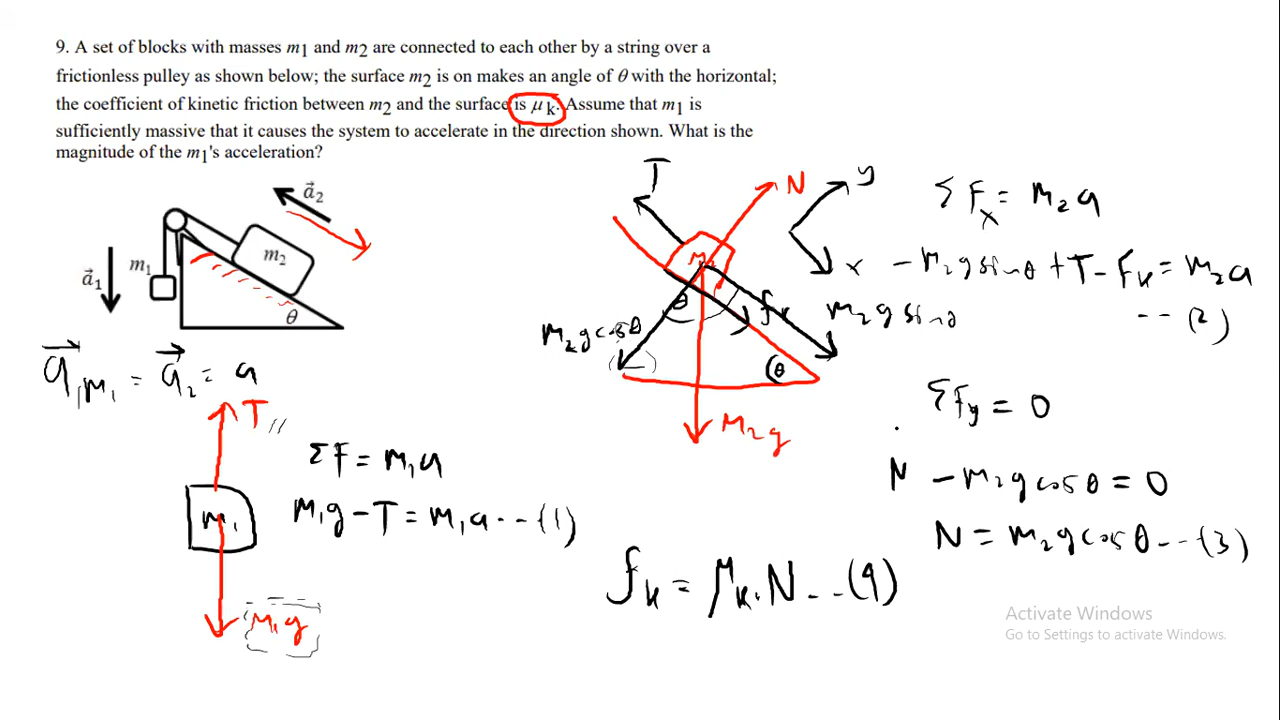 9. A set of blocks with masses m1 and m2 are connected to each other by a string over a
frictionless pulley as shown below; the surface m2 is on makes an angle of θ with the horizontal;
the coefficient of kinetic friction between m2 and the surface is μk. Assume that m1 is
sufficiently massive that it causes the system to accelerate in the direction shown. What is the
magnitude of the m1's acceleration?
a⃗2
m2
m1
a⃗1
θ
a⃗1m1 = a⃗2 = a
T
m1
m1g
ΣF = m1a
m1g - T = m1a -- (1)
T
N
y
x
fk
m2g cosθ
m2g sinθ
θ
(θ
m2g
ΣFx = m2a
- m2g sinθ + T - fk = m2a
-- (2)
ΣFy = 0
N - m2g cosθ = 0
N = m2g cosθ -- (3)
fk = μk.N -- (4)
Activate Windows
Go to Settings to activate Windows.